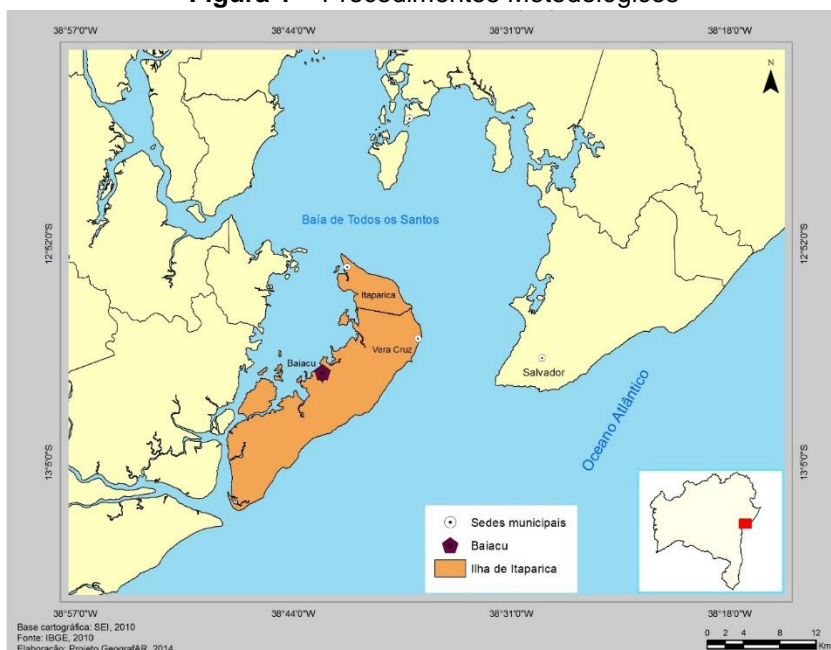 Procedimentos Metodológicos
38°57'0"W 38°44'0"W 38°31'0"W 38°18'0"W
N
12°52'0"S 12°52'0"S
Baía de Todos os Santos
Itaparica
Vera Cruz
Baiacu
Salvador
Oceano Atlântico
13°5'0"S 13°5'0"S
Sedes municipais
Baiacu
Ilha de Itaparica
38°57'0"W 38°44'0"W 38°31'0"W 38°18'0"W
Base cartográfica: SEI, 2010
Fonte: IBGE, 2010
Elaboração: Projeto GeografAR, 2014
0 2 4 8 12
Km